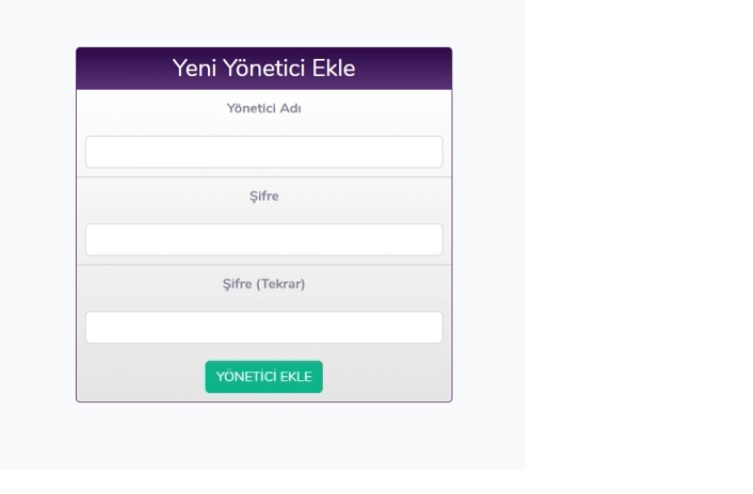 Yeni Yönetici Ekle
Yönetici Adı
Şifre
Şifre (Tekrar)
YÖNETİCİ EKLE